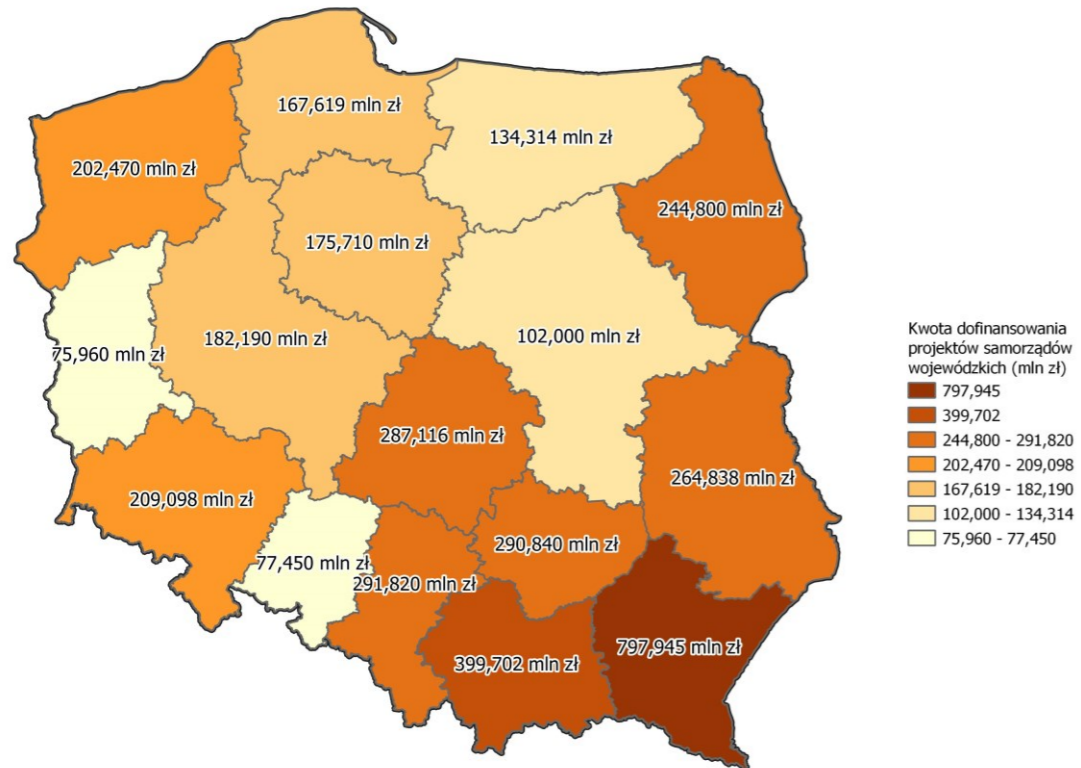 167,619 mln zł
134,314 mln zł
202,470 mln zł
244,800 mln zł
175,710 mln zł
102,000 mln zł
182,190 mln zł
75,960 mln zł
287,116 mln zł
264,838 mln zł
209,098 mln zł
290,840 mln zł
77,450 mln zł
291,820 mln zł
797,945 mln zł
399,702 mln zł
Kwota dofinansowania
projektów samorządów
wojewódzkich (mln zł)
797,945
399,702
244,800 - 291,820
202,470 - 209,098
167,619 - 182,190
102,000 - 134,314
75,960 - 77,450